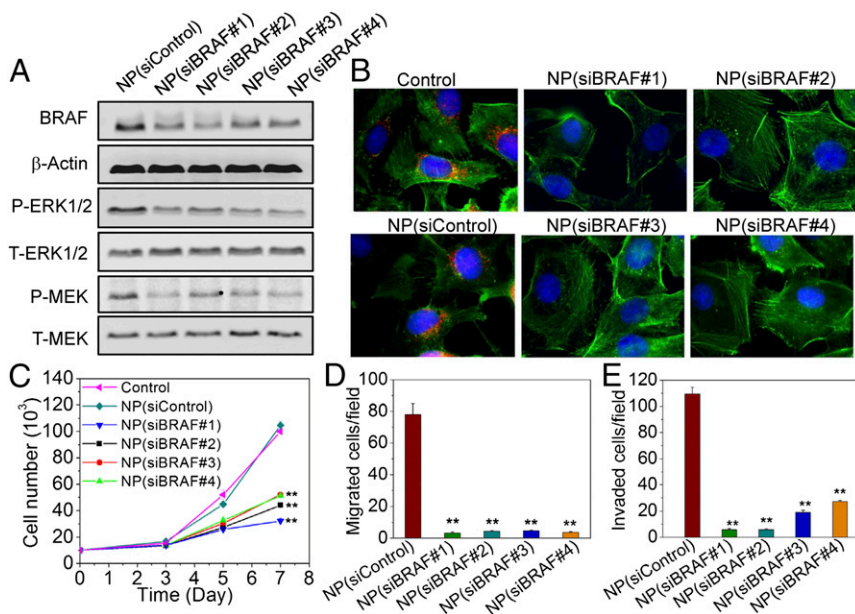 A
NP(siControl)
NP(siBRAF#1)
NP(siBRAF#2)
NP(siBRAF#3)
NP(siBRAF#4)
BRAF
β-Actin
P-ERK1/2
T-ERK1/2
P-MEK
T-MEK
B
Control
NP(siBRAF#1)
NP(siBRAF#2)
NP(siControl)
NP(siBRAF#3)
NP(siBRAF#4)
C
Cell number (10³)
140
120
100
80
60
40
20
0
Control
NP(siControl)
NP(siBRAF#1)
NP(siBRAF#2)
NP(siBRAF#3)
NP(siBRAF#4)
**
**
**
0 1 2 3 4 5 6 7 8
Time (Day)
D
Migrated cells/field
100
80
60
40
20
0
** ** ** **
NP(siControl)
NP(siBRAF#1)
NP(siBRAF#2)
NP(siBRAF#3)
NP(siBRAF#4)
E
Invaded cells/field
120
100
80
60
40
20
0
** ** ** **
NP(siControl)
NP(siBRAF#1)
NP(siBRAF#2)
NP(siBRAF#3)
NP(siBRAF#4)